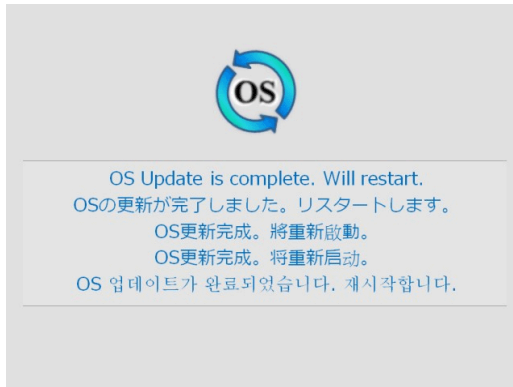 OS
OS Update is complete. Will restart.
OSの更新が完了しました。リスタートします。
OS更新完成。將重新啟動。
OS更新完成。将重新启动。
OS 업데이트가 완료되었습니다. 재시작합니다.